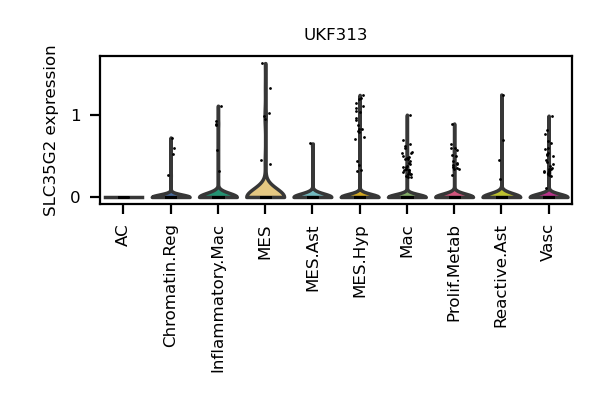 UKF313
SLC35G2 expression
1
0
AC
Chromatin.Reg
Inflammatory.Mac
MES
MES.Ast
MES.Hyp
Mac
Prolif.Metab
Reactive.Ast
Vasc